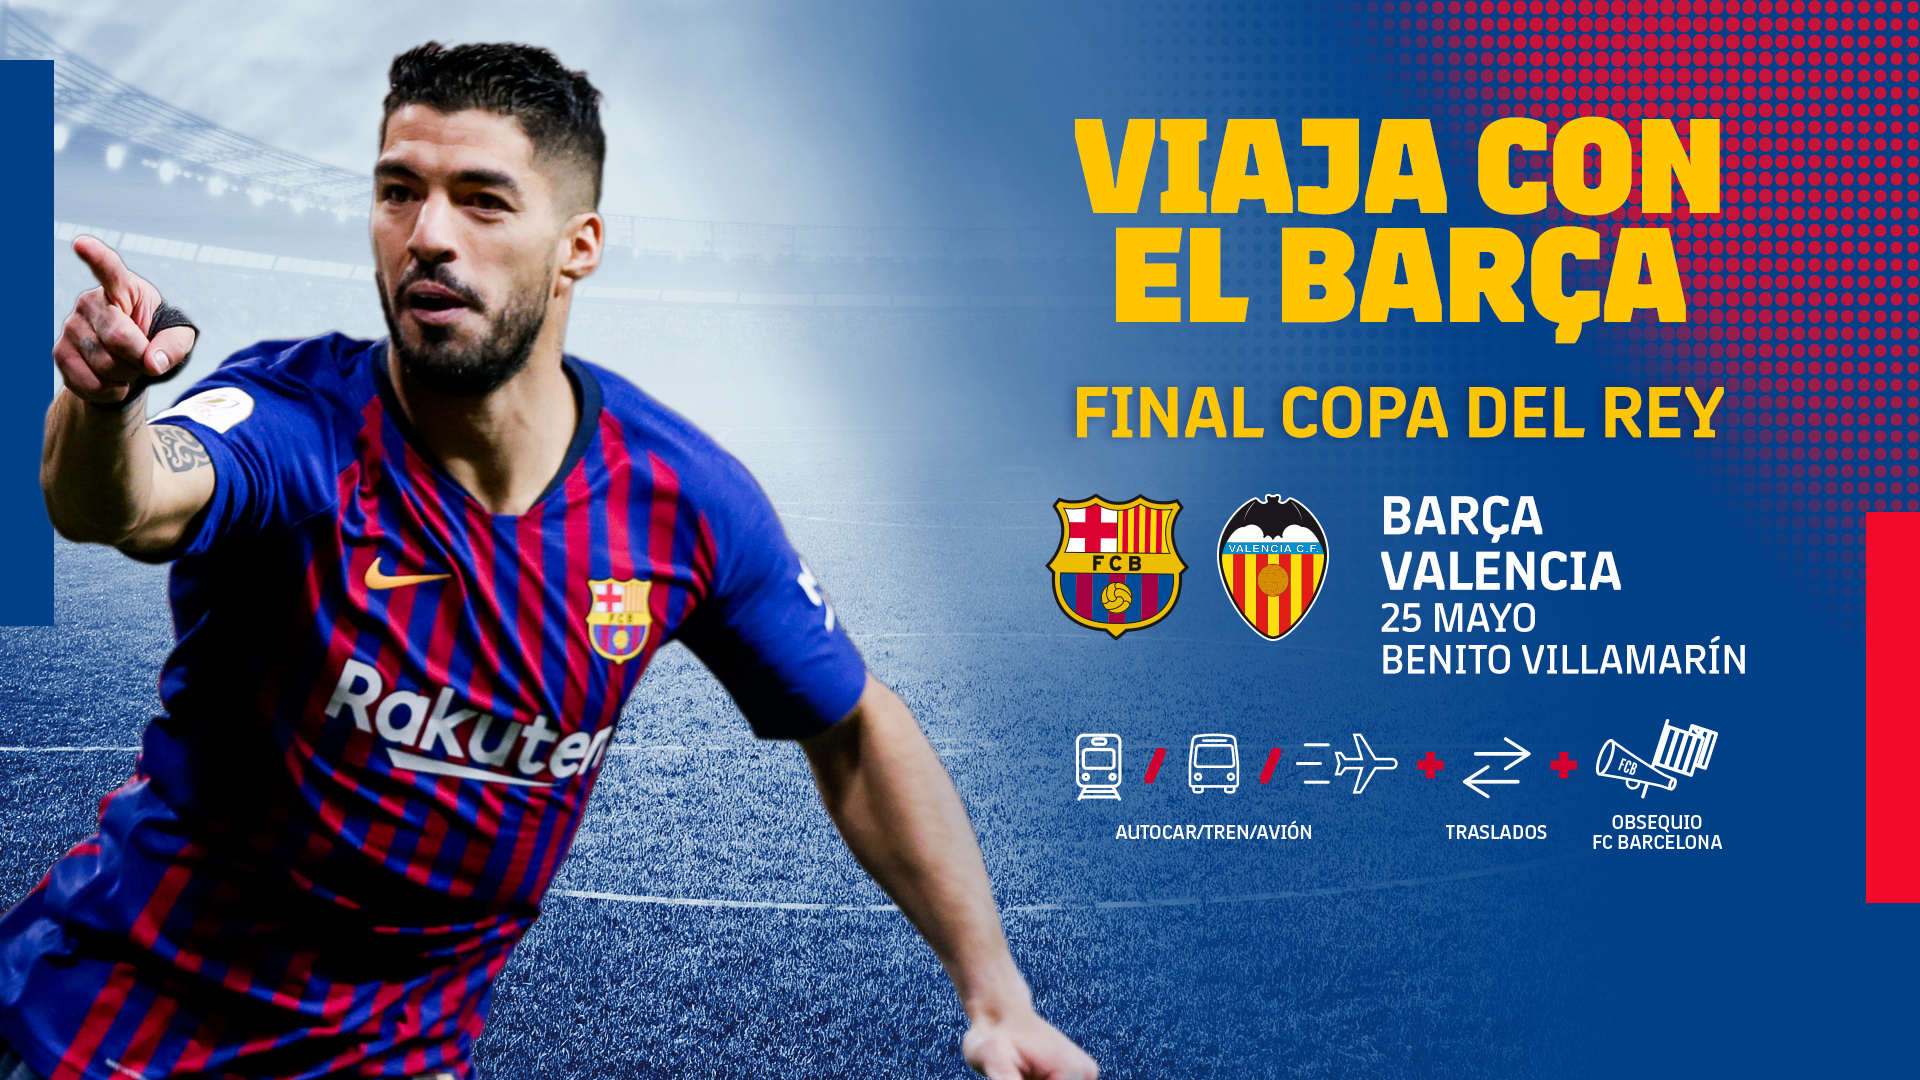 VIAJA CON
EL BARÇA
FINAL COPA DEL REY
FCB
VALENCIA C.F.
BARÇA
VALENCIA
25 MAYO
BENITO VILLAMARÍN
FCB
AUTOCAR/TREN/AVIÓN
TRASLADOS
OBSEQUIO
FC BARCELONA
FCB
Rakuten